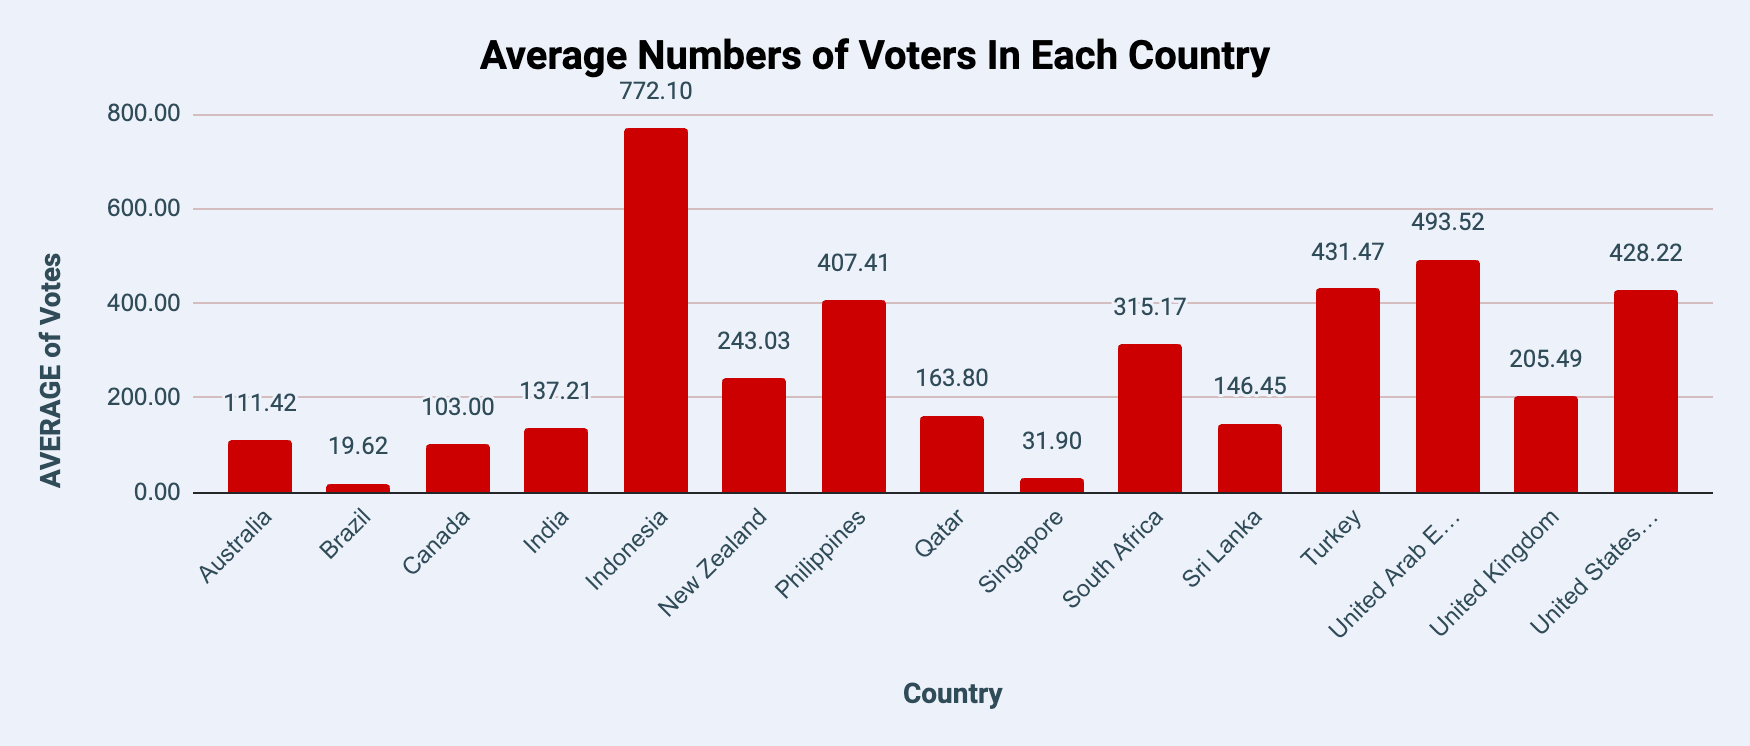 Average Numbers of Voters In Each Country
AVERAGE of Votes
800.00
600.00
400.00
200.00
0.00
111.42
19.62
103.00
137.21
772.10
243.03
407.41
163.80
31.90
315.17
146.45
431.47
493.52
205.49
428.22
Australia
Brazil
Canada
India
Indonesia
New Zealand
Philippines
Qatar
Singapore
South Africa
Sri Lanka
Turkey
United Arab E...
United Kingdom
United States...
Country